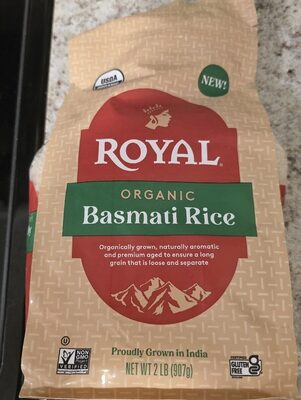 USDA
ORGANIC
NEW!
ROYAL
ORGANIC
Basmati Rice
Organically grown, naturally aromatic
and premium aged to ensure a long
grain that is loose and separate
NON
GMO
Project
VERIFIED
Proudly Grown in India
NET WT 2 LB (907g)
CERTIFIED
GLUTEN
FREE